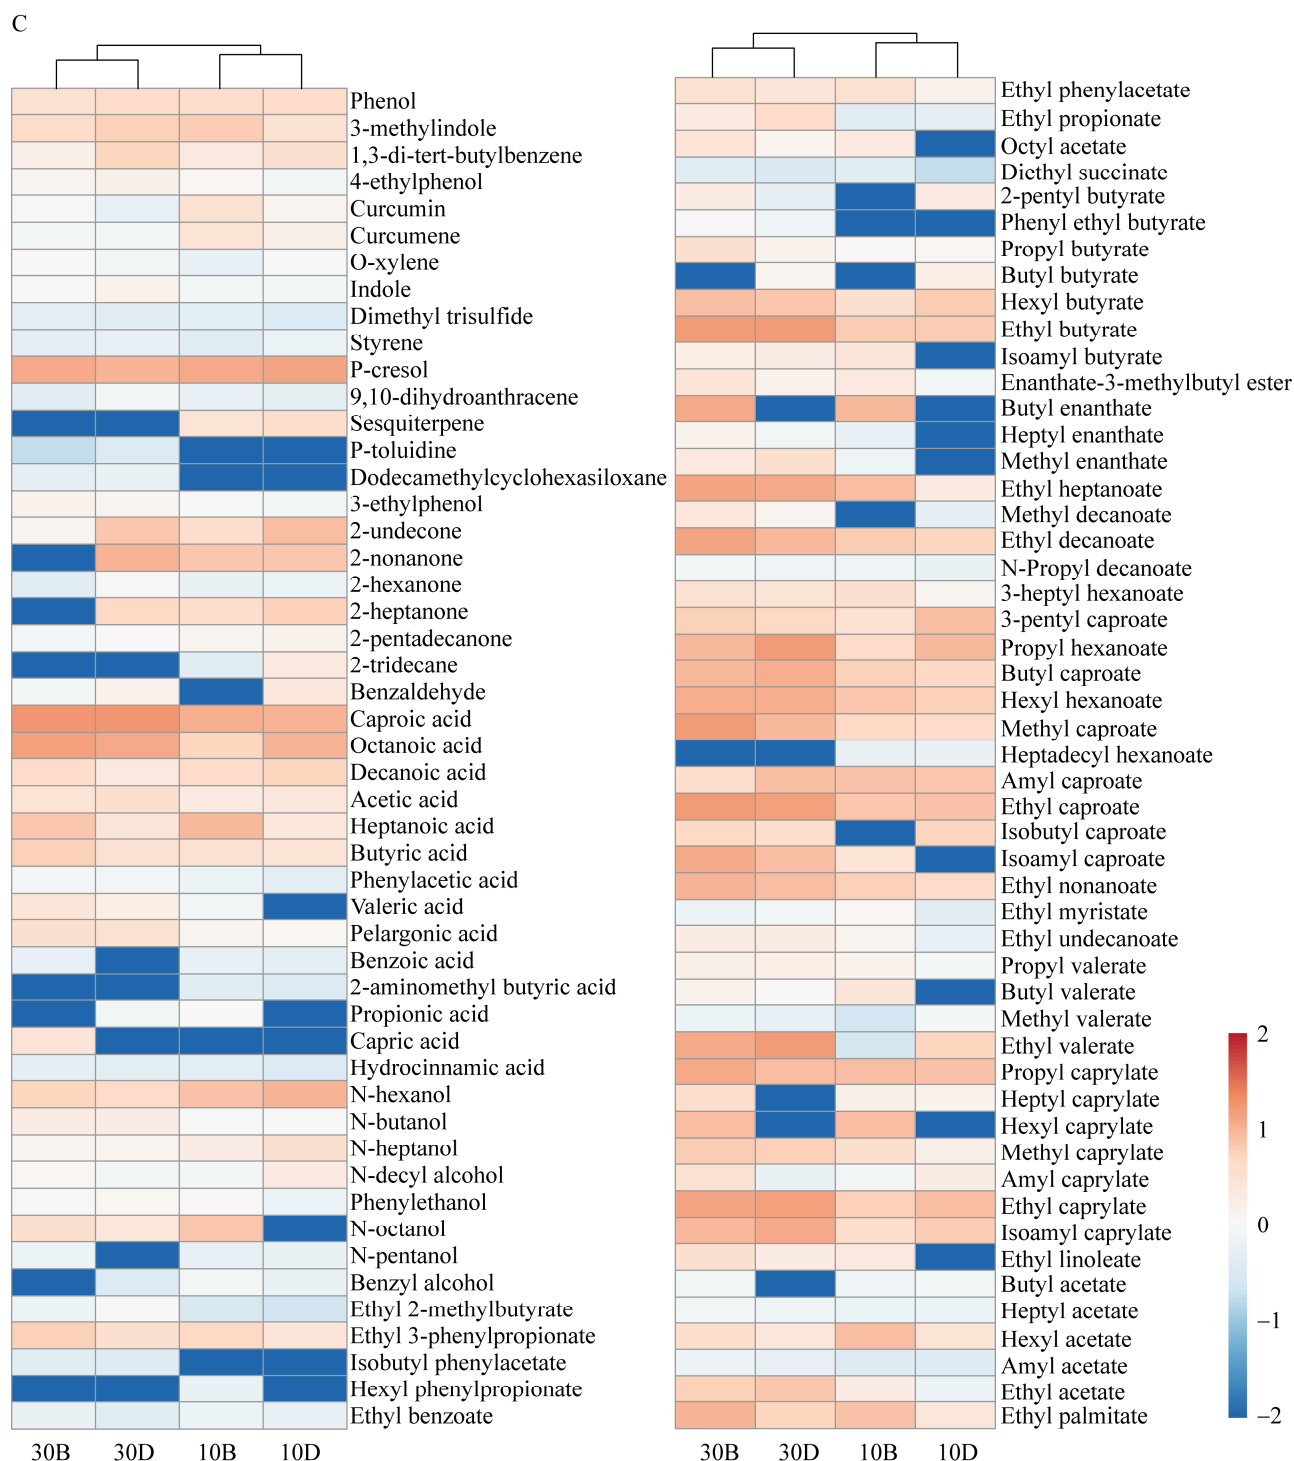 C
Phenol
3-methylindole
1,3-di-tert-butylbenzene
4-ethylphenol
Curcumin
Curcumene
O-xylene
Indole
Dimethyl trisulfide
Styrene
P-cresol
9,10-dihydroanthracene
Sesquiterpene
P-toluidine
Dodecamethylcyclohexasiloxane
3-ethylphenol
2-undecone
2-nonanone
2-hexanone
2-heptanone
2-pentadecanone
2-tridecane
Benzaldehyde
Caproic acid
Octanoic acid
Decanoic acid
Acetic acid
Heptanoic acid
Butyric acid
Phenylacetic acid
Valeric acid
Pelargonic acid
Benzoic acid
2-aminomethyl butyric acid
Propionic acid
Capric acid
Hydrocinnamic acid
N-hexanol
N-butanol
N-heptanol
N-decyl alcohol
Phenylethanol
N-octanol
N-pentanol
Benzyl alcohol
Ethyl 2-methylbutyrate
Ethyl 3-phenylpropionate
Isobutyl phenylacetate
Hexyl phenylpropionate
Ethyl benzoate
30B 30D 10B 10D
Ethyl phenylacetate
Ethyl propionate
Octyl acetate
Diethyl succinate
2-pentyl butyrate
Phenyl ethyl butyrate
Propyl butyrate
Butyl butyrate
Hexyl butyrate
Ethyl butyrate
Isoamyl butyrate
Enanthate-3-methylbutyl ester
Butyl enanthate
Heptyl enanthate
Methyl enanthate
Ethyl heptanoate
Methyl decanoate
Ethyl decanoate
N-Propyl decanoate
3-heptyl hexanoate
3-pentyl caproate
Propyl hexanoate
Butyl caproate
Hexyl hexanoate
Methyl caproate
Heptadecyl hexanoate
Amyl caproate
Ethyl caproate
Isobutyl caproate
Isoamyl caproate
Ethyl nonanoate
Ethyl myristate
Ethyl undecanoate
Propyl valerate
Butyl valerate
Methyl valerate
Ethyl valerate
Propyl caprylate
Heptyl caprylate
Hexyl caprylate
Methyl caprylate
Amyl caprylate
Ethyl caprylate
Isoamyl caprylate
Ethyl linoleate
Butyl acetate
Heptyl acetate
Hexyl acetate
Amyl acetate
Ethyl acetate
Ethyl palmitate
30B 30D 10B 10D
2
1
0
−1
−2